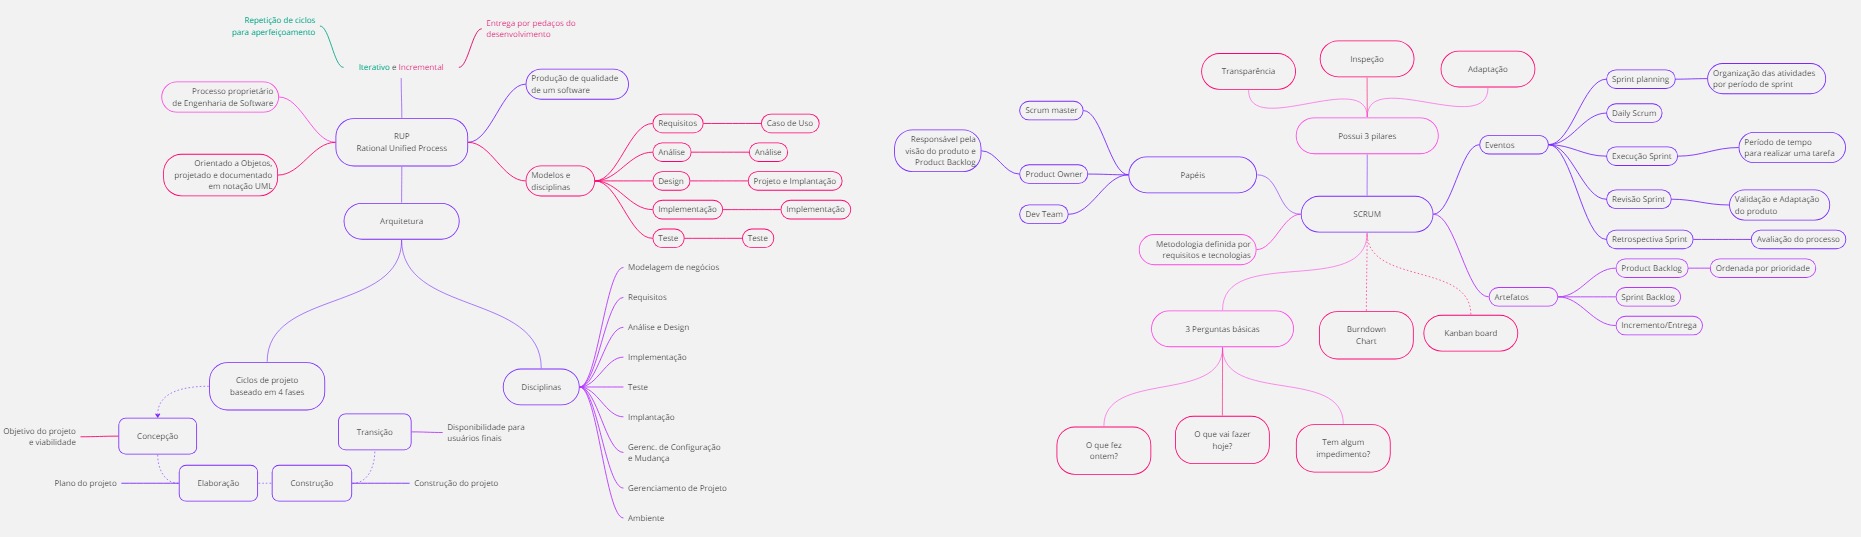 Repetição de ciclos
para aperfeiçoamento
Entrega por pedaços do
desenvolvimento
Iterativo e Incremental
Processo proprietário
de Engenharia de Software
Produção de qualidade
de um software
RUP
Rational Unified Process
Orientado a Objetos,
projetado e documentado
em notação UML
Modelos e
disciplinas
Requisitos
Caso de Uso
Análise
Análise
Design
Projeto e Implantação
Implementação
Implementação
Teste
Teste
Arquitetura
Ciclos de projeto
baseado em 4 fases
Concepção
Objetivo do projeto
e viabilidade
Elaboração
Plano do projeto
Construção
Construção do projeto
Transição
Disponibilidade para
usuários finais
Disciplinas
Modelagem de negócios
Requisitos
Análise e Design
Implementação
Teste
Implantação
Gerenc. de Configuração
e Mudança
Gerenciamento de Projeto
Ambiente
Transparência
Inspeção
Adaptação
Possui 3 pilares
SCRUM
Papéis
Scrum master
Product Owner
Responsável pela
visão do produto e
Product Backlog
Dev Team
Metodologia definida por
requisitos e tecnologias
Eventos
Sprint planning
Organização das atividades
por período de sprint
Daily Scrum
Execução Sprint
Período de tempo
para realizar uma tarefa
Revisão Sprint
Validação e Adaptação
do produto
Retrospectiva Sprint
Avaliação do processo
Artefatos
Product Backlog
Ordenada por prioridade
Sprint Backlog
Incremento/Entrega
3 Perguntas básicas
Burndown
Chart
Kanban board
O que fez
ontem?
O que vai fazer
hoje?
Tem algum
impedimento?